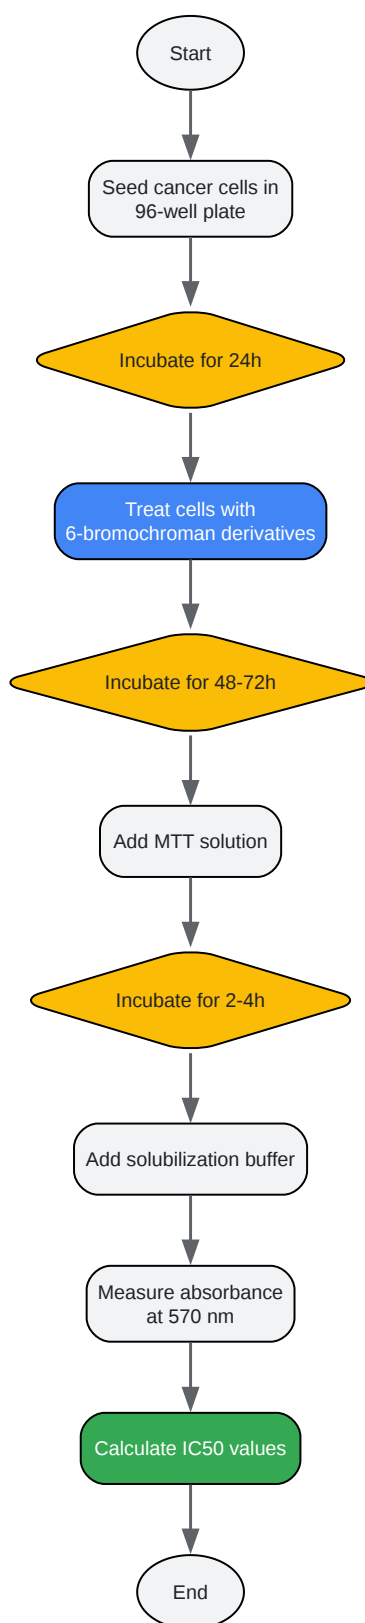 Start
Seed cancer cells in
96-well plate
Incubate for 24h
Treat cells with
6-bromochroman derivatives
Incubate for 48-72h
Add MTT solution
Incubate for 2-4h
Add solubilization buffer
Measure absorbance
at 570 nm
Calculate IC50 values
End